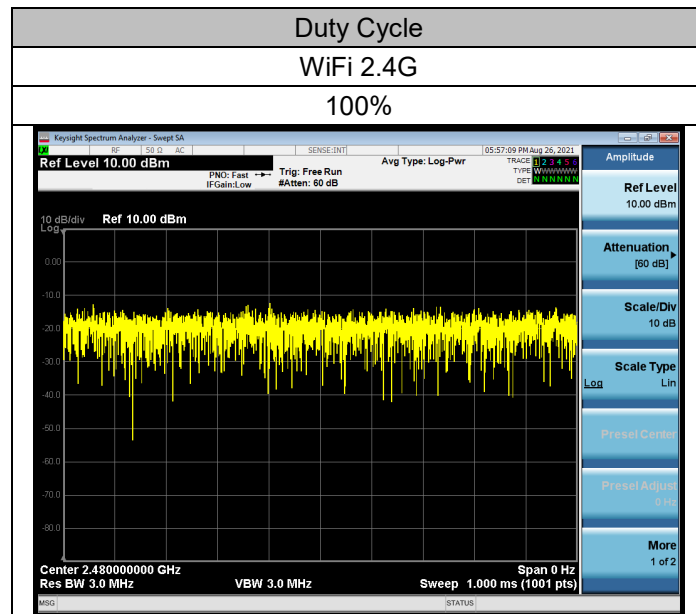 Duty Cycle
WiFi 2.4G
100%
Keysight Spectrum Analyzer - Swept SA
RF 50 Ω AC SENSE:INT 05:57:09 PM Aug 26, 2021
Ref Level 10.00 dBm Avg Type: Log-Pwr TRACE 1 2 3 4 5 6
PNO: Fast Trig: Free Run TYPE WWWWWW
IFGain:Low #Atten: 60 dB DET N N N N N N
10 dB/div Ref 10.00 dBm
Log
0.00
-10.0
-20.0
-30.0
-40.0
-50.0
-60.0
-70.0
-80.0
Center 2.480000000 GHz Span 0 Hz
Res BW 3.0 MHz VBW 3.0 MHz Sweep 1.000 ms (1001 pts)
MSG STATUS
Amplitude
Ref Level
10.00 dBm
Attenuation
[60 dB]
Scale/Div
10 dB
Scale Type
Log Lin
Presel Center
Presel Adjust
0 Hz
More
1 of 2